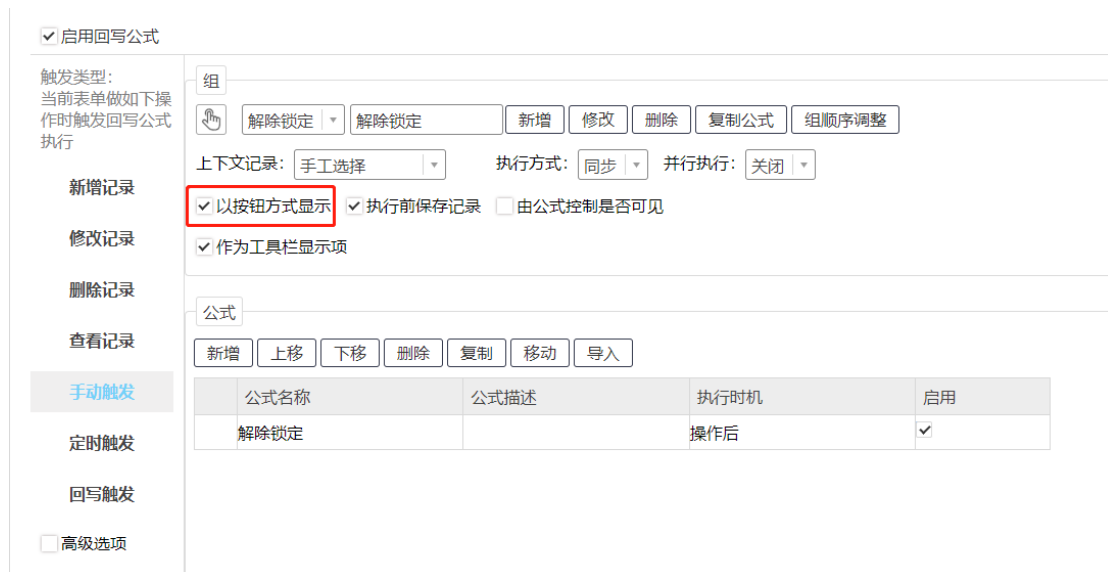 启用回写公式
触发类型：
当前表单做如下操
作时触发回写公式
执行
新增记录
修改记录
删除记录
查看记录
手动触发
定时触发
回写触发
高级选项
组
解除锁定 解除锁定 新增 修改 删除 复制公式 组顺序调整
上下文记录： 手工选择 执行方式： 同步 并行执行： 关闭
以按钮方式显示 执行前保存记录 由公式控制是否可见
作为工具栏显示项
公式
新增 上移 下移 删除 复制 移动 导入
公式名称 公式描述 执行时机 启用
解除锁定 操作后